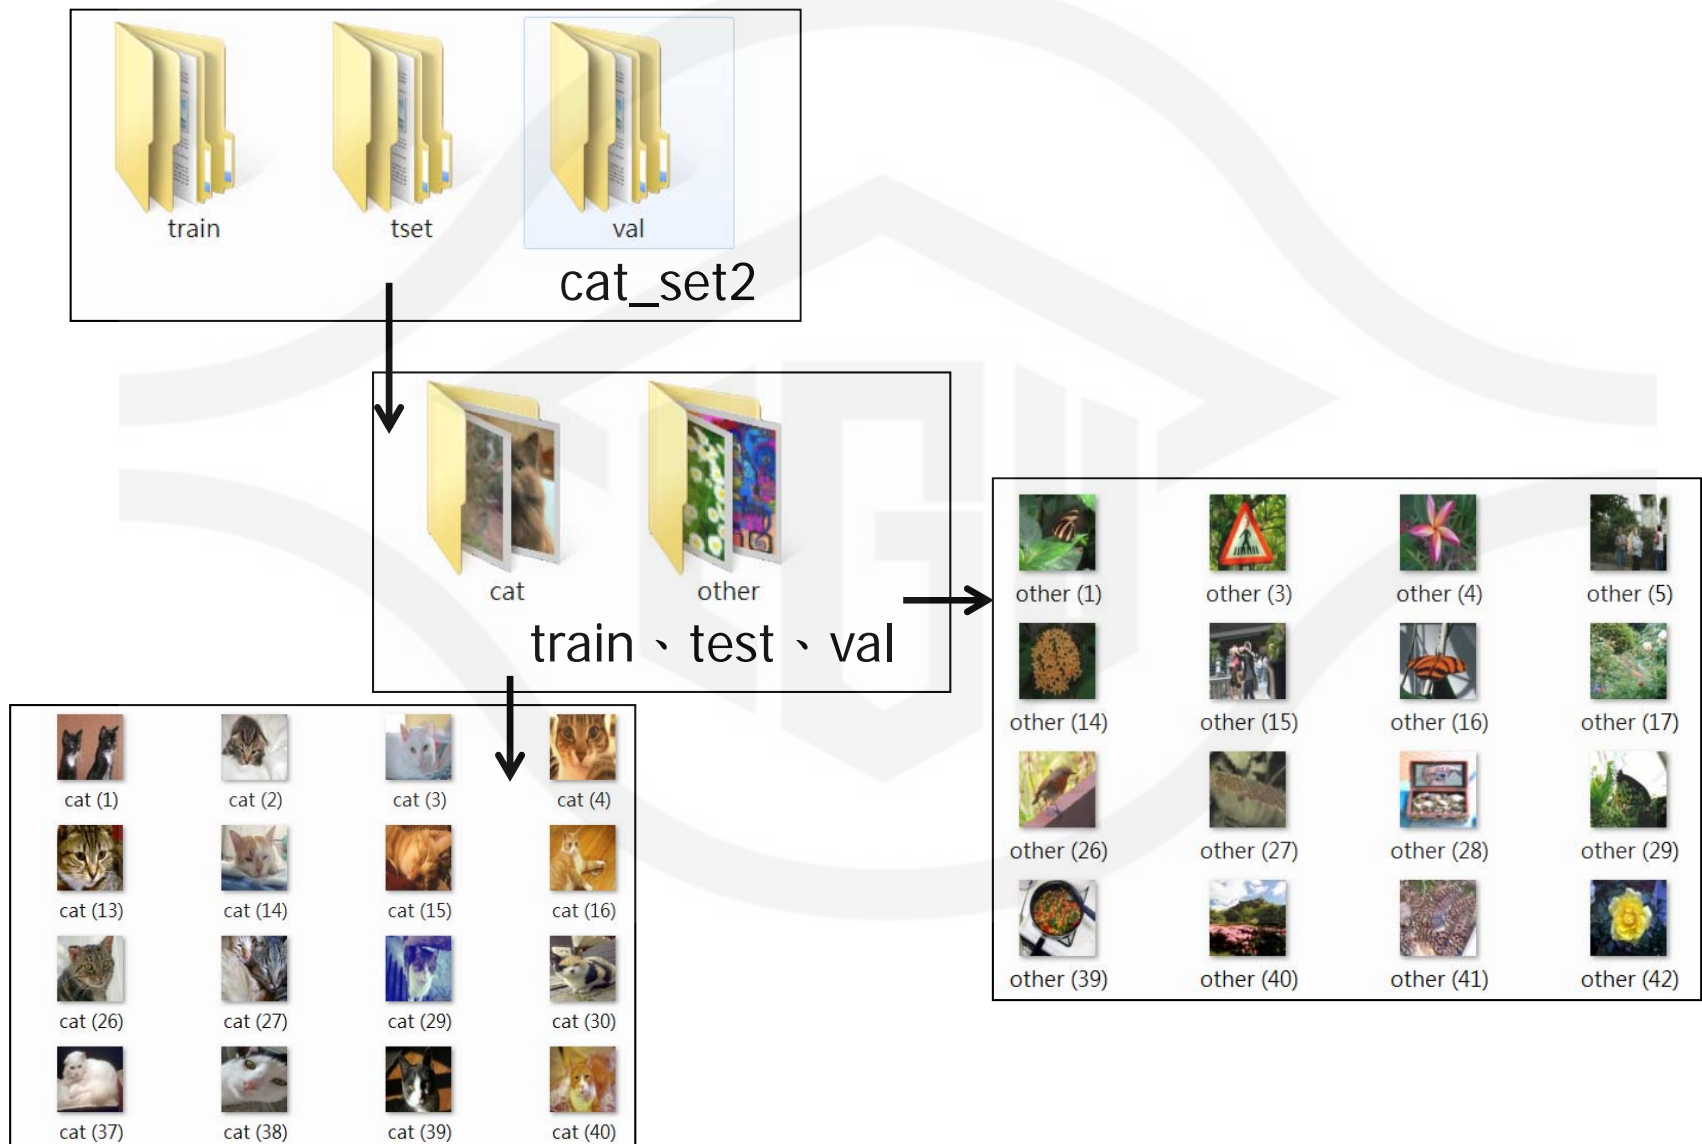 train tset val
cat_set2
cat other
train、test、val
other (1) other (3) other (4) other (5)
other (14) other (15) other (16) other (17)
other (26) other (27) other (28) other (29)
other (39) other (40) other (41) other (42)
cat (1) cat (2) cat (3) cat (4)
cat (13) cat (14) cat (15) cat (16)
cat (26) cat (27) cat (29) cat (30)
cat (37) cat (38) cat (39) cat (40)